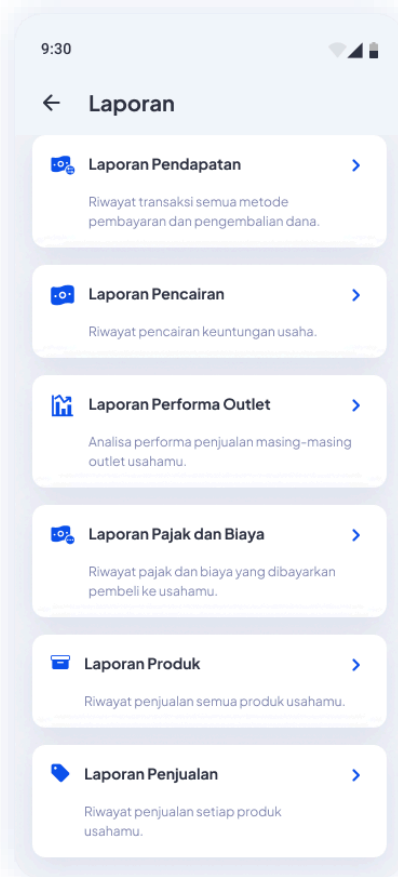 9:30
Laporan
Laporan Pendapatan
Riwayat transaksi semua metode
pembayaran dan pengembalian dana.
Laporan Pencairan
Riwayat pencairan keuntungan usaha.
Laporan Performa Outlet
Analisa performa penjualan masing-masing
outlet usahamu.
Laporan Pajak dan Biaya
Riwayat pajak dan biaya yang dibayarkan
pembeli ke usahamu.
Laporan Produk
Riwayat penjualan semua produk usahamu.
Laporan Penjualan
Riwayat penjualan setiap produk
usahamu.